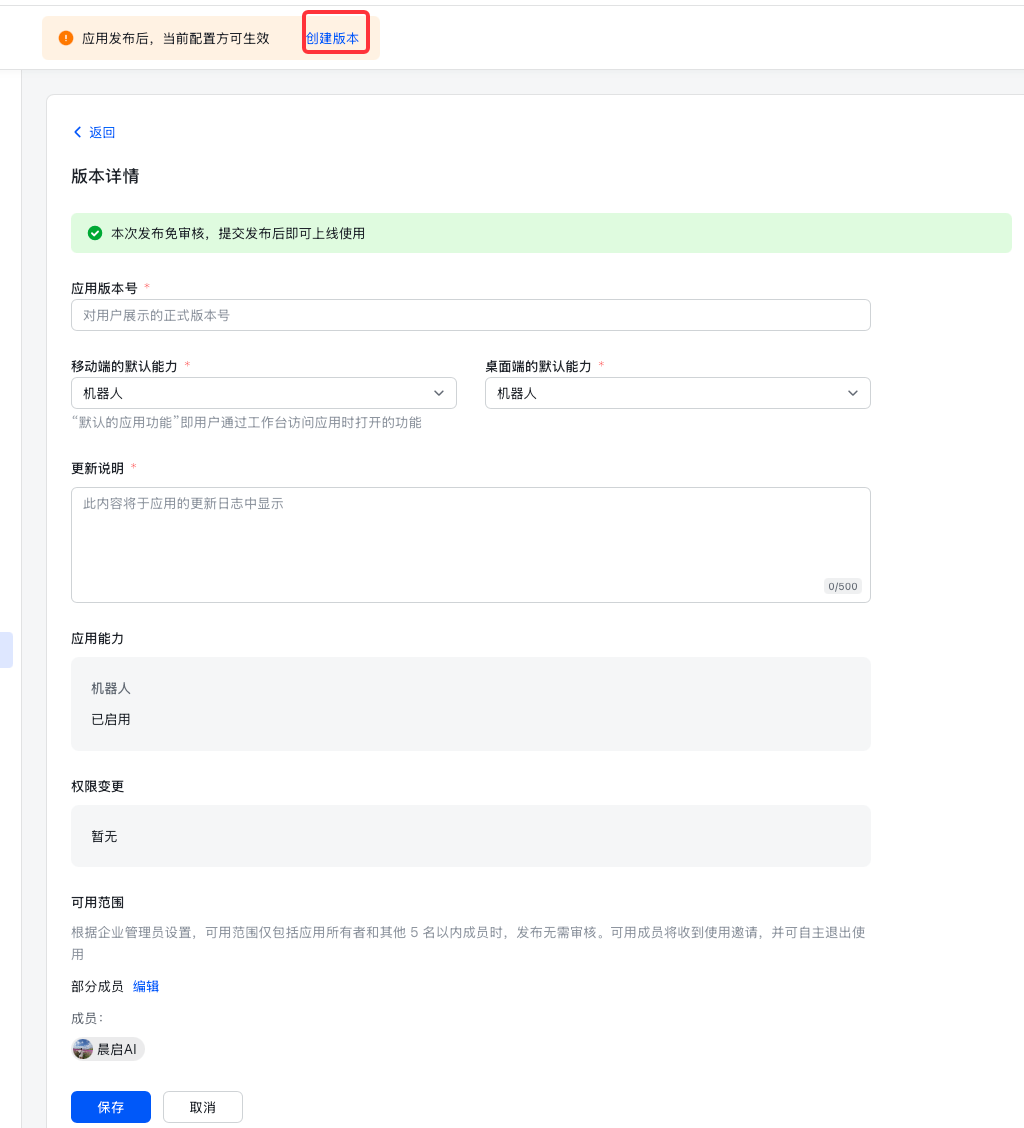 应用发布后，当前配置方可生效 创建版本
返回
版本详情
本次发布免审核，提交发布后即可上线使用
应用版本号 *
对用户展示的正式版本号
移动端的默认能力 * 桌面端的默认能力 *
机器人 机器人
“默认的应用功能”即用户通过工作台访问应用时打开的功能
更新说明 *
此内容将于应用的更新日志中显示
0/500
应用能力
机器人
已启用
权限变更
暂无
可用范围
根据企业管理员设置，可用范围仅包括应用所有者和其他 5 名以内成员时，发布无需审核。可用成员将收到使用邀请，并可自主退出使
用
部分成员 编辑
成员：
晨启AI
保存 取消